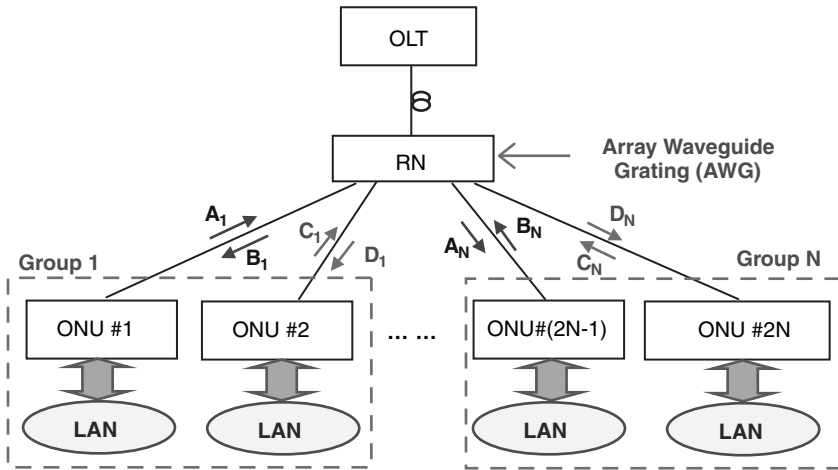 OLT
RN
Array Waveguide
Grating (AWG)
A1
B1
C1
D1
AN
BN
DN
CN
Group 1
Group N
ONU #1
ONU #2
... ...
ONU#(2N-1)
ONU #2N
LAN
LAN
LAN
LAN